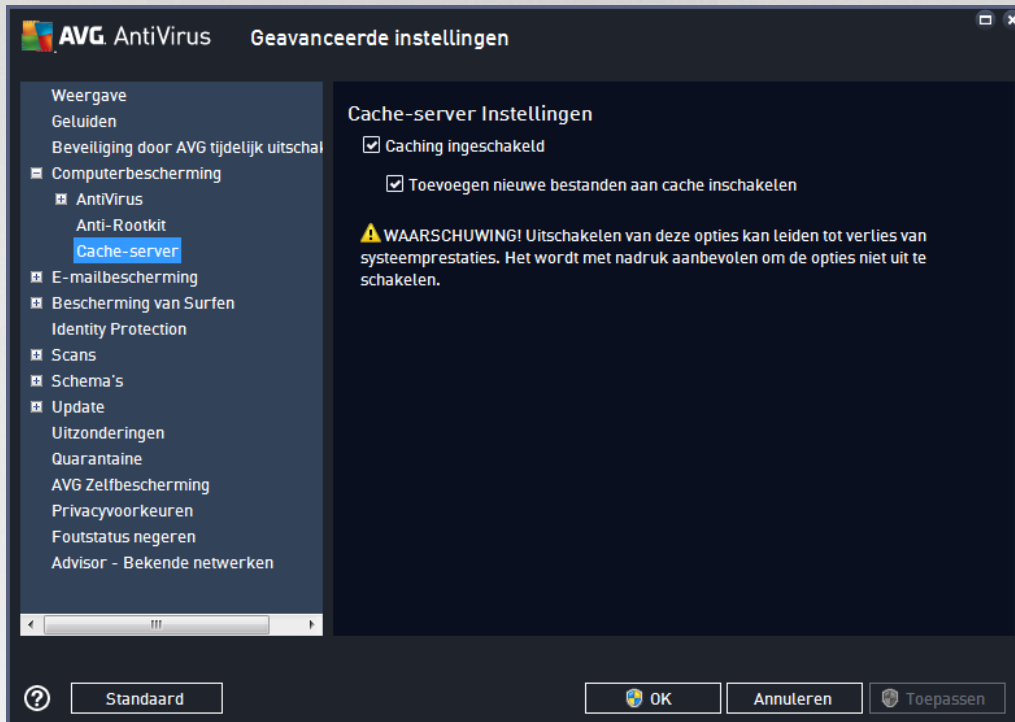 AVG. AntiVirus Geavanceerde instellingen
Weergave
Geluiden
Beveiliging door AVG tijdelijk uitschak
Computerbescherming
AntiVirus
Anti-Rootkit
Cache-server
E-mailbescherming
Bescherming van Surfen
Identity Protection
Scans
Schema's
Update
Uitzonderingen
Quarantaine
AVG Zelfbescherming
Privacyvoorkeuren
Foutstatus negeren
Advisor - Bekende netwerken
Cache-server Instellingen
Caching ingeschakeld
Toevoegen nieuwe bestanden aan cache inschakelen
WAARSCHUWING! Uitschakelen van deze opties kan leiden tot verlies van
systeemprestaties. Het wordt met nadruk aanbevolen om de opties niet uit te
schakelen.
? Standaard OK Annuleren Toepassen